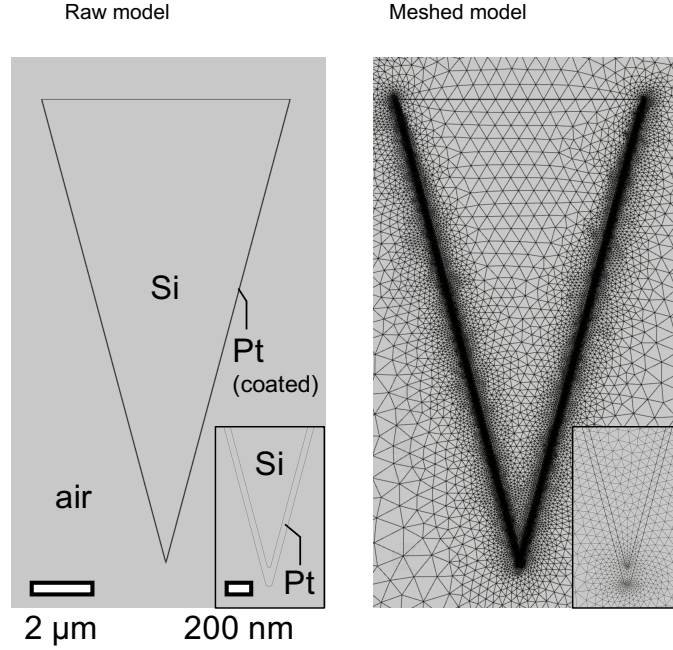 Raw model
Meshed model
Si
Pt
(coated)
Si
air
Pt
2 µm
200 nm